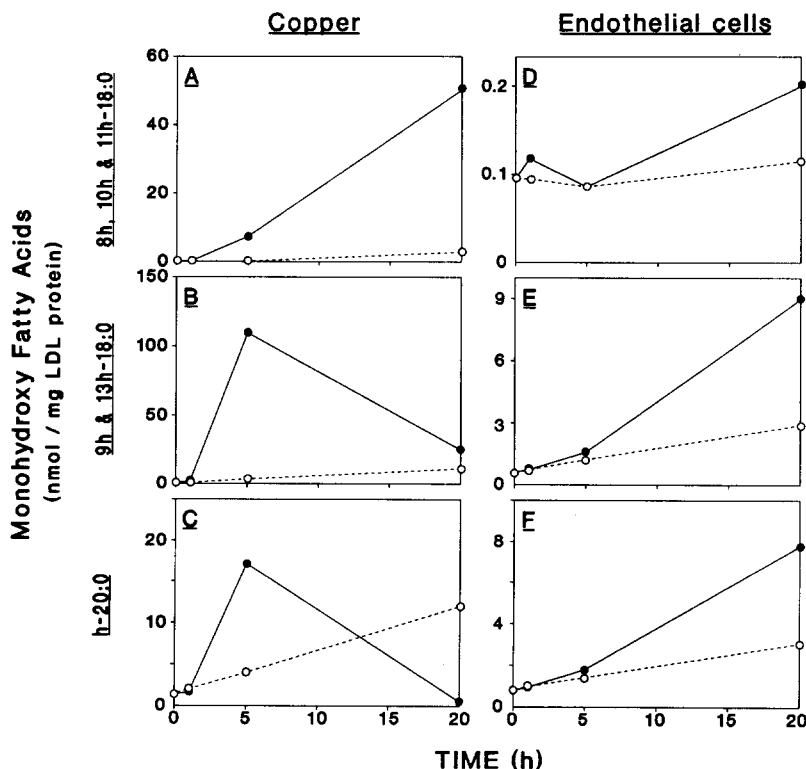 Copper
Endothelial cells
Monohydroxy Fatty Acids
(nmol / mg LDL protein)
8h, 10h & 11h-18:0
A
60
40
20
0
D
0.2
0.1
0
9h & 13h-18:0
B
150
100
50
0
E
9
6
3
0
h-20:0
C
20
10
0
F
8
4
0
0 5 10 15 20
0 5 10 15 20
TIME (h)